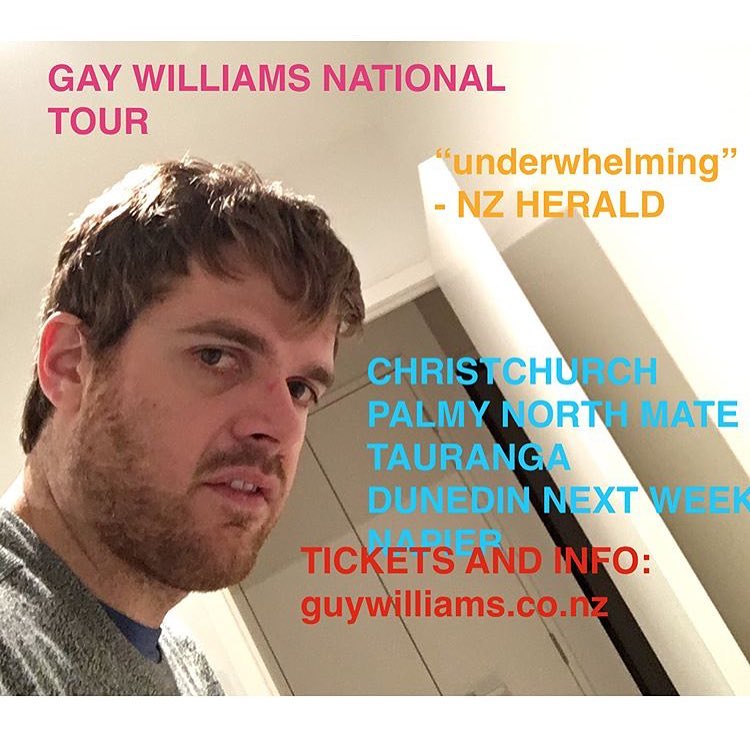 GAY WILLIAMS NATIONAL
TOUR
“underwhelming”
- NZ HERALD
CHRISTCHURCH
PALMY NORTH MATE
TAURANGA
DUNEDIN NEXT WEEK
NAPIER
TICKETS AND INFO:
guywilliams.co.nz